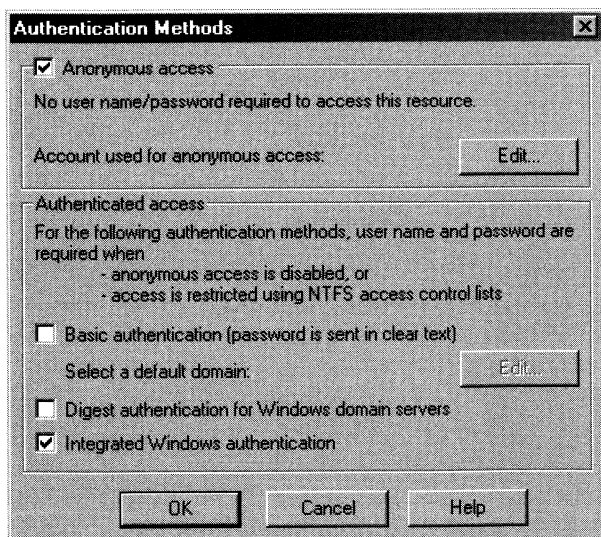 Authentication Methods
Anonymous access
No user name/password required to access this resource.
Account used for anonymous access:
Edit...
Authenticated access
For the following authentication methods, user name and password are
required when
- anonymous access is disabled, or
- access is restricted using NTFS access control lists
Basic authentication (password is sent in clear text)
Select a default domain:
Edit...
Digest authentication for Windows domain servers
Integrated Windows authentication
OK
Cancel
Help